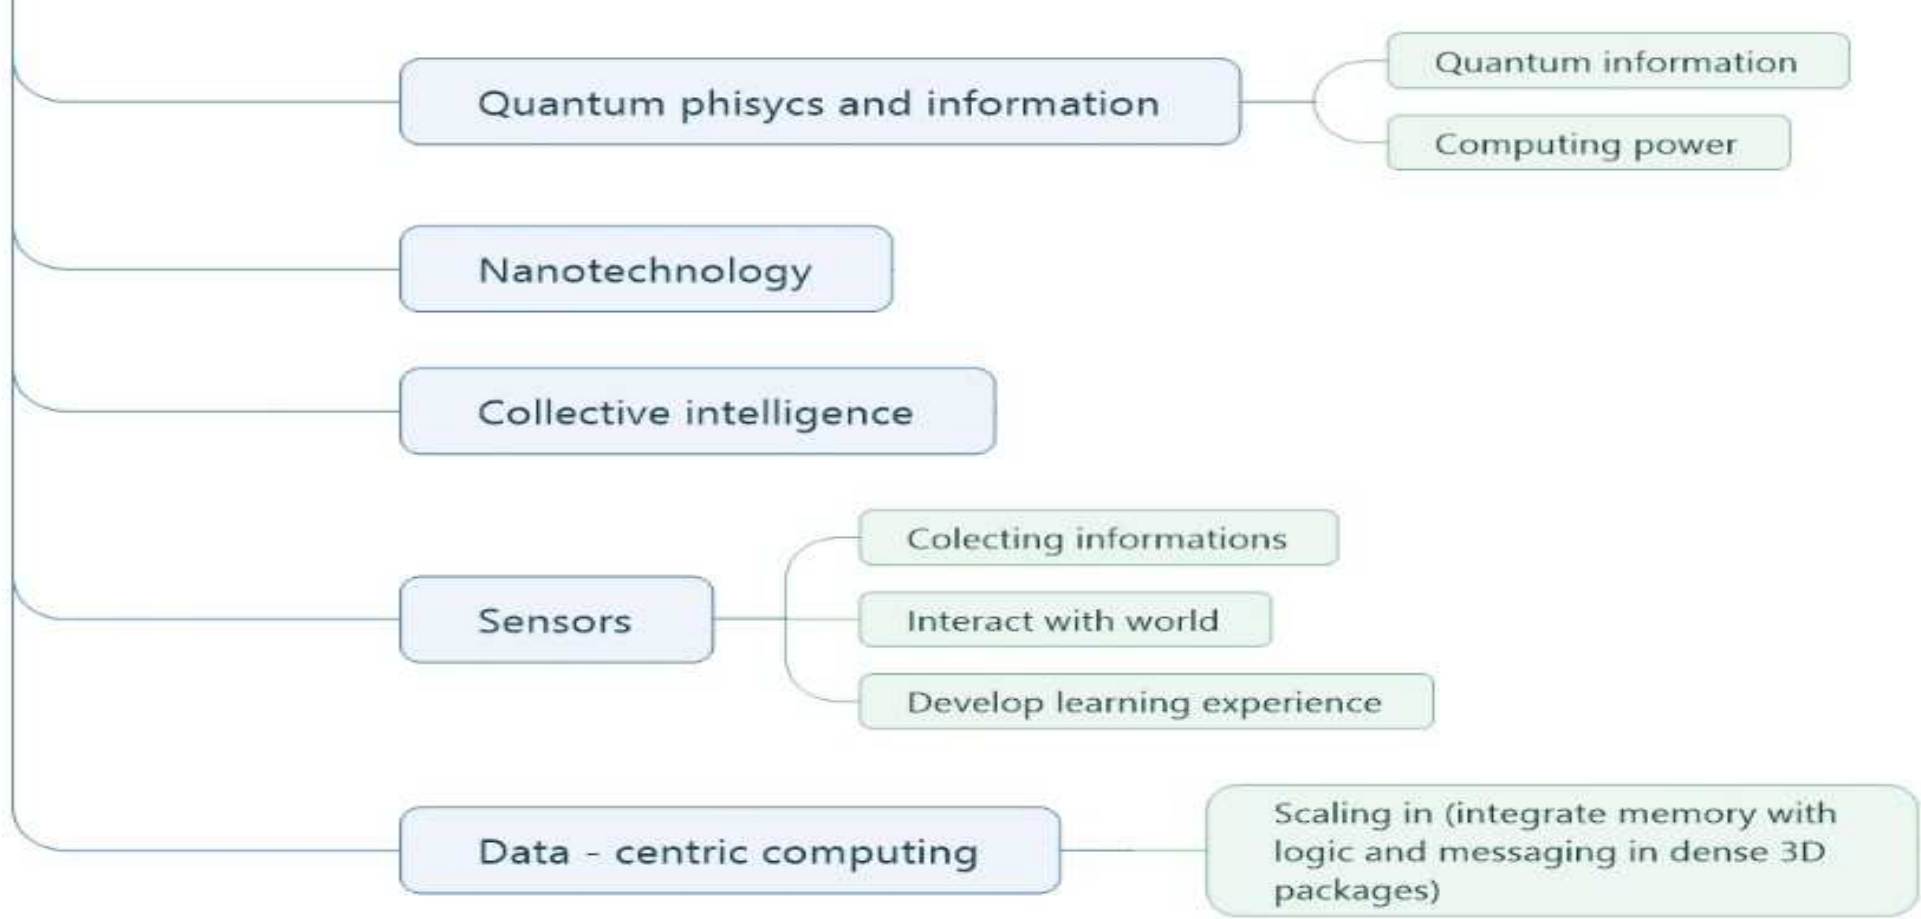 Quantum phisycs and information
Quantum information
Computing power
Nanotechnology
Collective intelligence
Sensors
Colecting informations
Interact with world
Develop learning experience
Data - centric computing
Scaling in (integrate memory with
logic and messaging in dense 3D
packages)